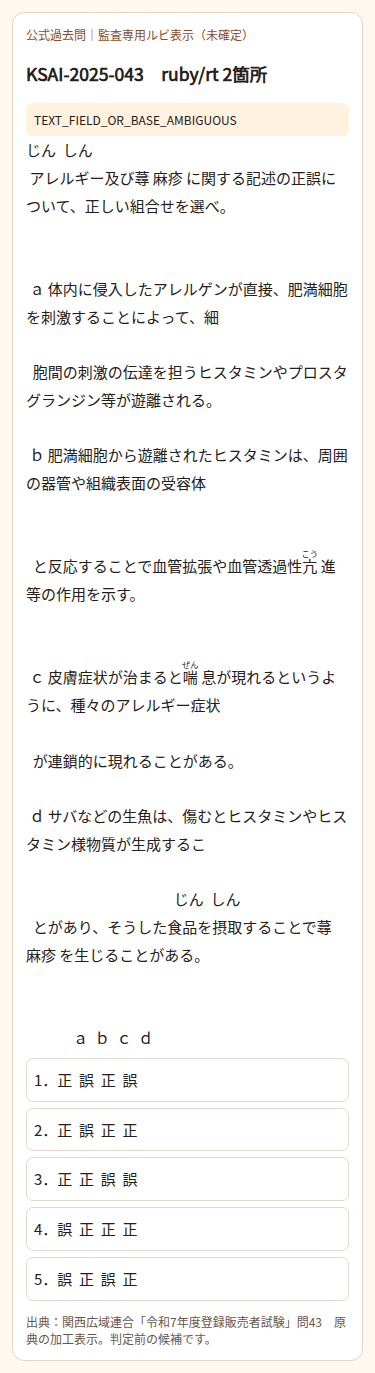 公式過去問｜監査専用ルビ表示（未確定）
KSAI-2025-043　ruby/rt 2箇所
TEXT_FIELD_OR_BASE_AMBIGUOUS
じん しん
アレルギー及び蕁 麻疹 に関する記述の正誤に
ついて、正しい組合せを選べ。
ａ 体内に侵入したアレルゲンが直接、肥満細胞
を刺激することによって、細
胞間の刺激の伝達を担うヒスタミンやプロスタ
グランジン等が遊離される。
ｂ 肥満細胞から遊離されたヒスタミンは、周囲
の器管や組織表面の受容体
こう
と反応することで血管拡張や血管透過性亢 進
等の作用を示す。
ぜん
ｃ 皮膚症状が治まると喘 息が現れるというよ
うに、種々のアレルギー症状
が連鎖的に現れることがある。
ｄ サバなどの生魚は、傷むとヒスタミンやヒス
タミン様物質が生成するこ
じん しん
とがあり、そうした食品を摂取することで蕁
麻疹 を生じることがある。
ａ ｂ ｃ ｄ
1．正 誤 正 誤
2．正 誤 正 正
3．正 正 誤 誤
4．誤 正 正 正
5．誤 正 誤 正
出典：関西広域連合「令和7年度登録販売者試験」問43　原
典の加工表示。判定前の候補です。